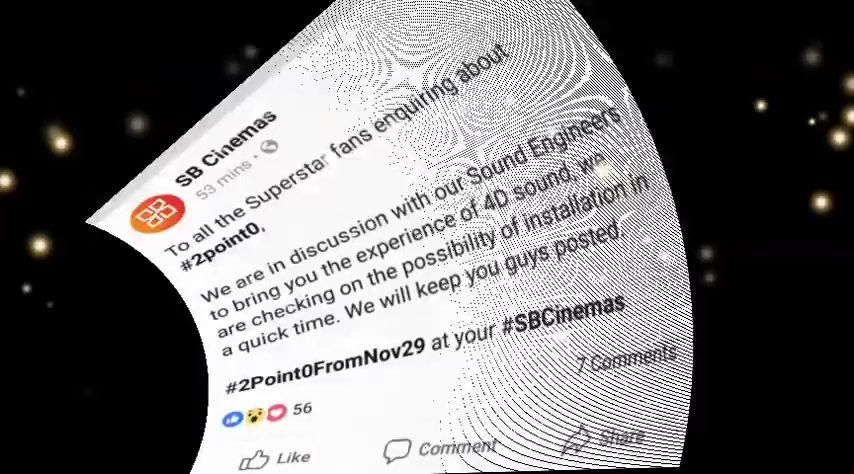 SB Cinemas
53 mins •
To all the Superstar fans enquiring about
#2point0,
We are in discussion with our Sound Engineers
to bring you the experience of 4D sound, we
are checking on the possibility of installation in
a quick time. We will keep you guys posted.
#2Point0FromNov29 at your #SBCinemas
56
7 Comments
Like
Comment
Share